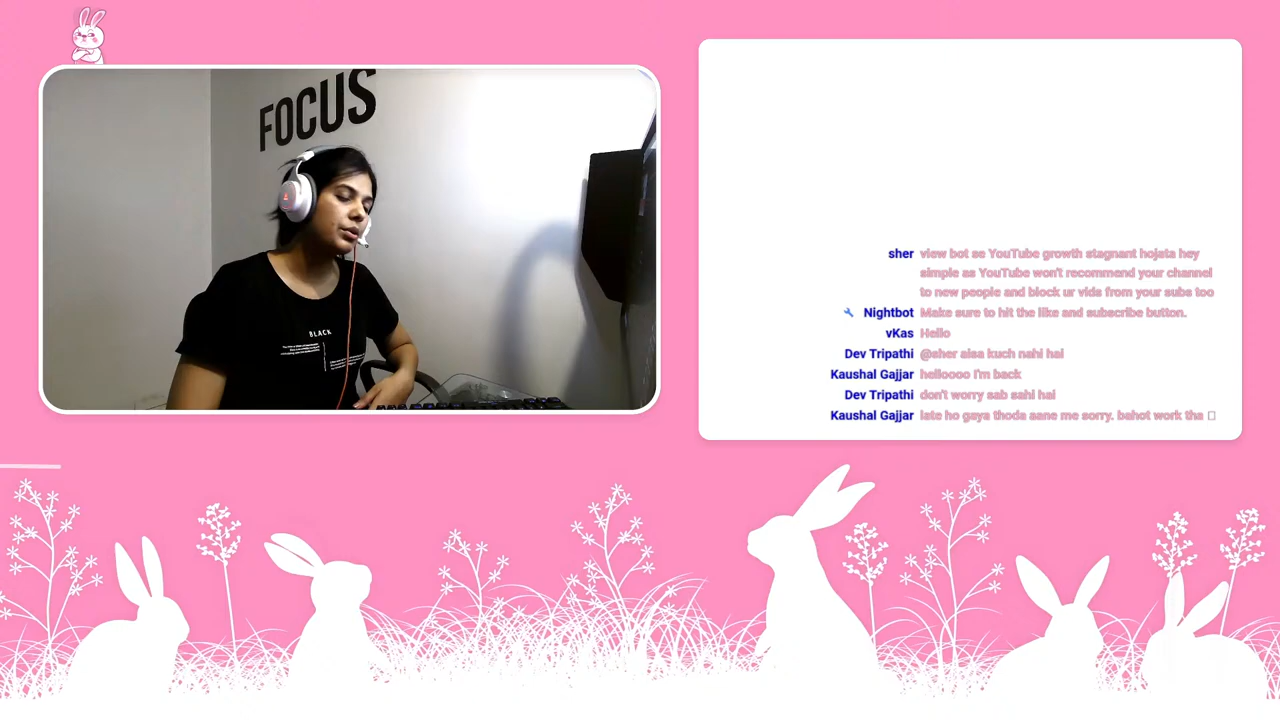 FOCUS
BLACK
sher view bot se YouTube growth stagnant hojata hey
simple as YouTube won't recommend your channel
to new people and block ur vids from your subs too
Nightbot Make sure to hit the like and subscribe button.
vKas Hello
Dev Tripathi @sher aisa kuch nahi hai
Kaushal Gajjar helloooo I'm back
Dev Tripathi don't worry sab sahi hai
Kaushal Gajjar late ho gaya thoda aane me sorry. bahot work tha